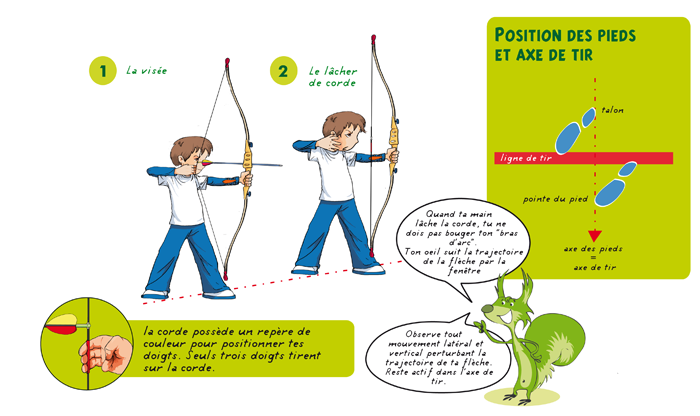 1
La visée
2
Le lâcher
de corde
POSITION DES PIEDS
ET AXE DE TIR
talon
ligne de tir
pointe du pied
axe des pieds
=
axe de tir
Quand ta main
lâche la corde, tu ne
dois pas bouger ton "bras
d'arc".
Ton oeil suit la trajectoire
de la flèche par la
fenêtre
Observe tout
mouvement latéral et
vertical perturbant la
trajectoire de ta flèche.
Reste actif dans l'axe de
tir.
la corde possède un repère de
couleur pour positionner tes
doigts. Seuls trois doigts tirent
sur la corde.